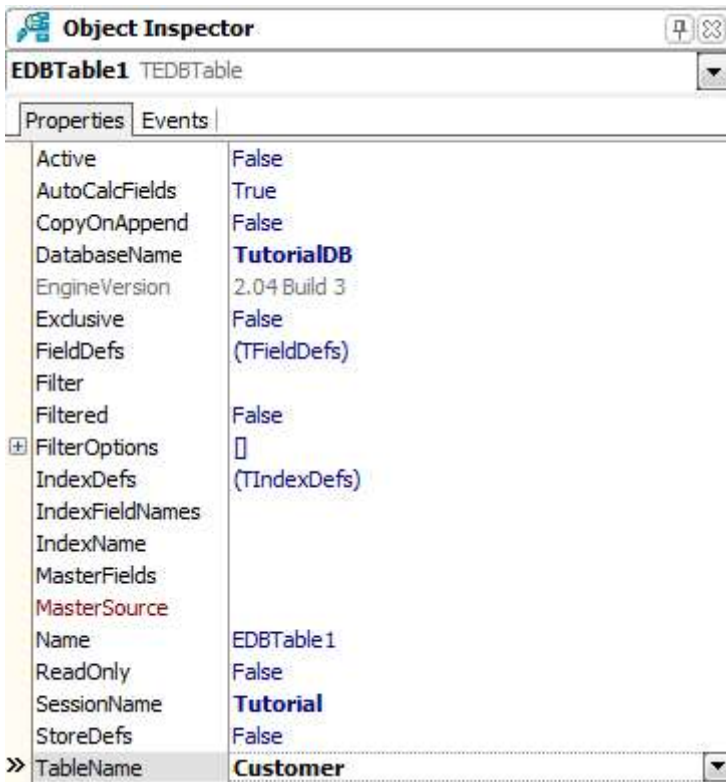 Object Inspector
EDBTable1 TEDBTable
Properties Events
Active False
AutoCalcFields True
CopyOnAppend False
DatabaseName TutorialDB
EngineVersion 2.04 Build 3
Exclusive False
FieldDefs (TFieldDefs)
Filter
Filtered False
FilterOptions []
IndexDefs (TIndexDefs)
IndexFieldNames
IndexName
MasterFields
MasterSource
Name EDBTable1
ReadOnly False
SessionName Tutorial
StoreDefs False
TableName Customer